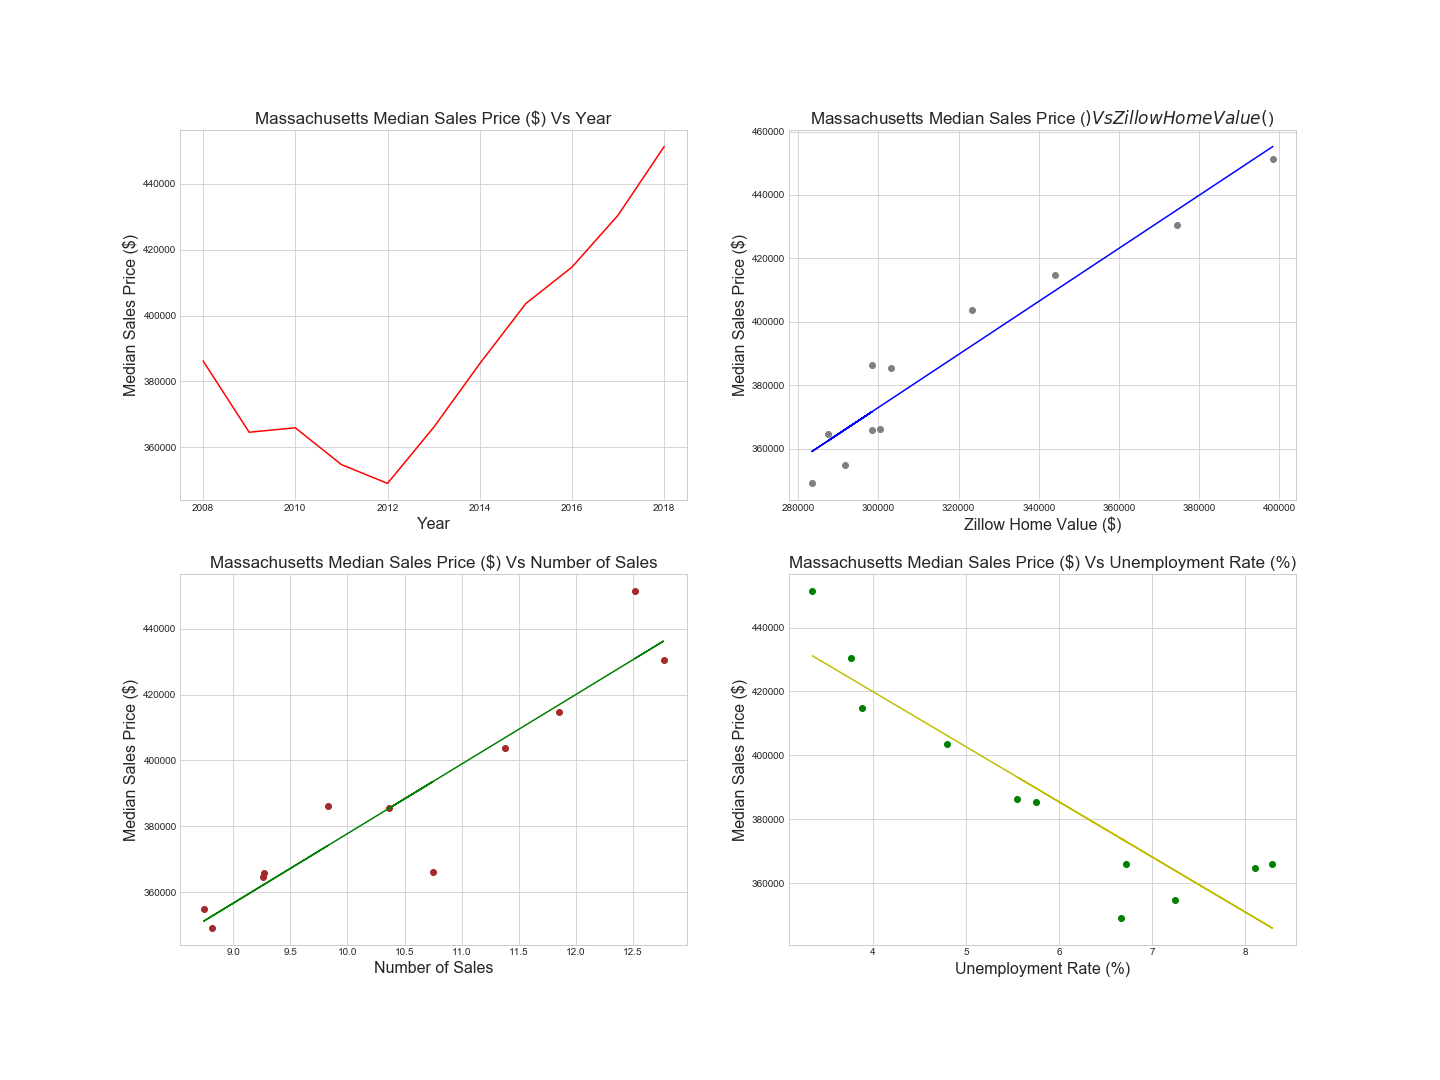 Massachusetts Median Sales Price ($) Vs Year
Median Sales Price ($)
440000
420000
400000
380000
360000
2008 2010 2012 2014 2016 2018
Year
Massachusetts Median Sales Price ()VsZillowHomeValue()
Median Sales Price ($)
460000
440000
420000
400000
380000
360000
280000 300000 320000 340000 360000 380000 400000
Zillow Home Value ($)
Massachusetts Median Sales Price ($) Vs Number of Sales
Median Sales Price ($)
440000
420000
400000
380000
360000
9.0 9.5 10.0 10.5 11.0 11.5 12.0 12.5
Number of Sales
Massachusetts Median Sales Price ($) Vs Unemployment Rate (%)
Median Sales Price ($)
440000
420000
400000
380000
360000
4 5 6 7 8
Unemployment Rate (%)